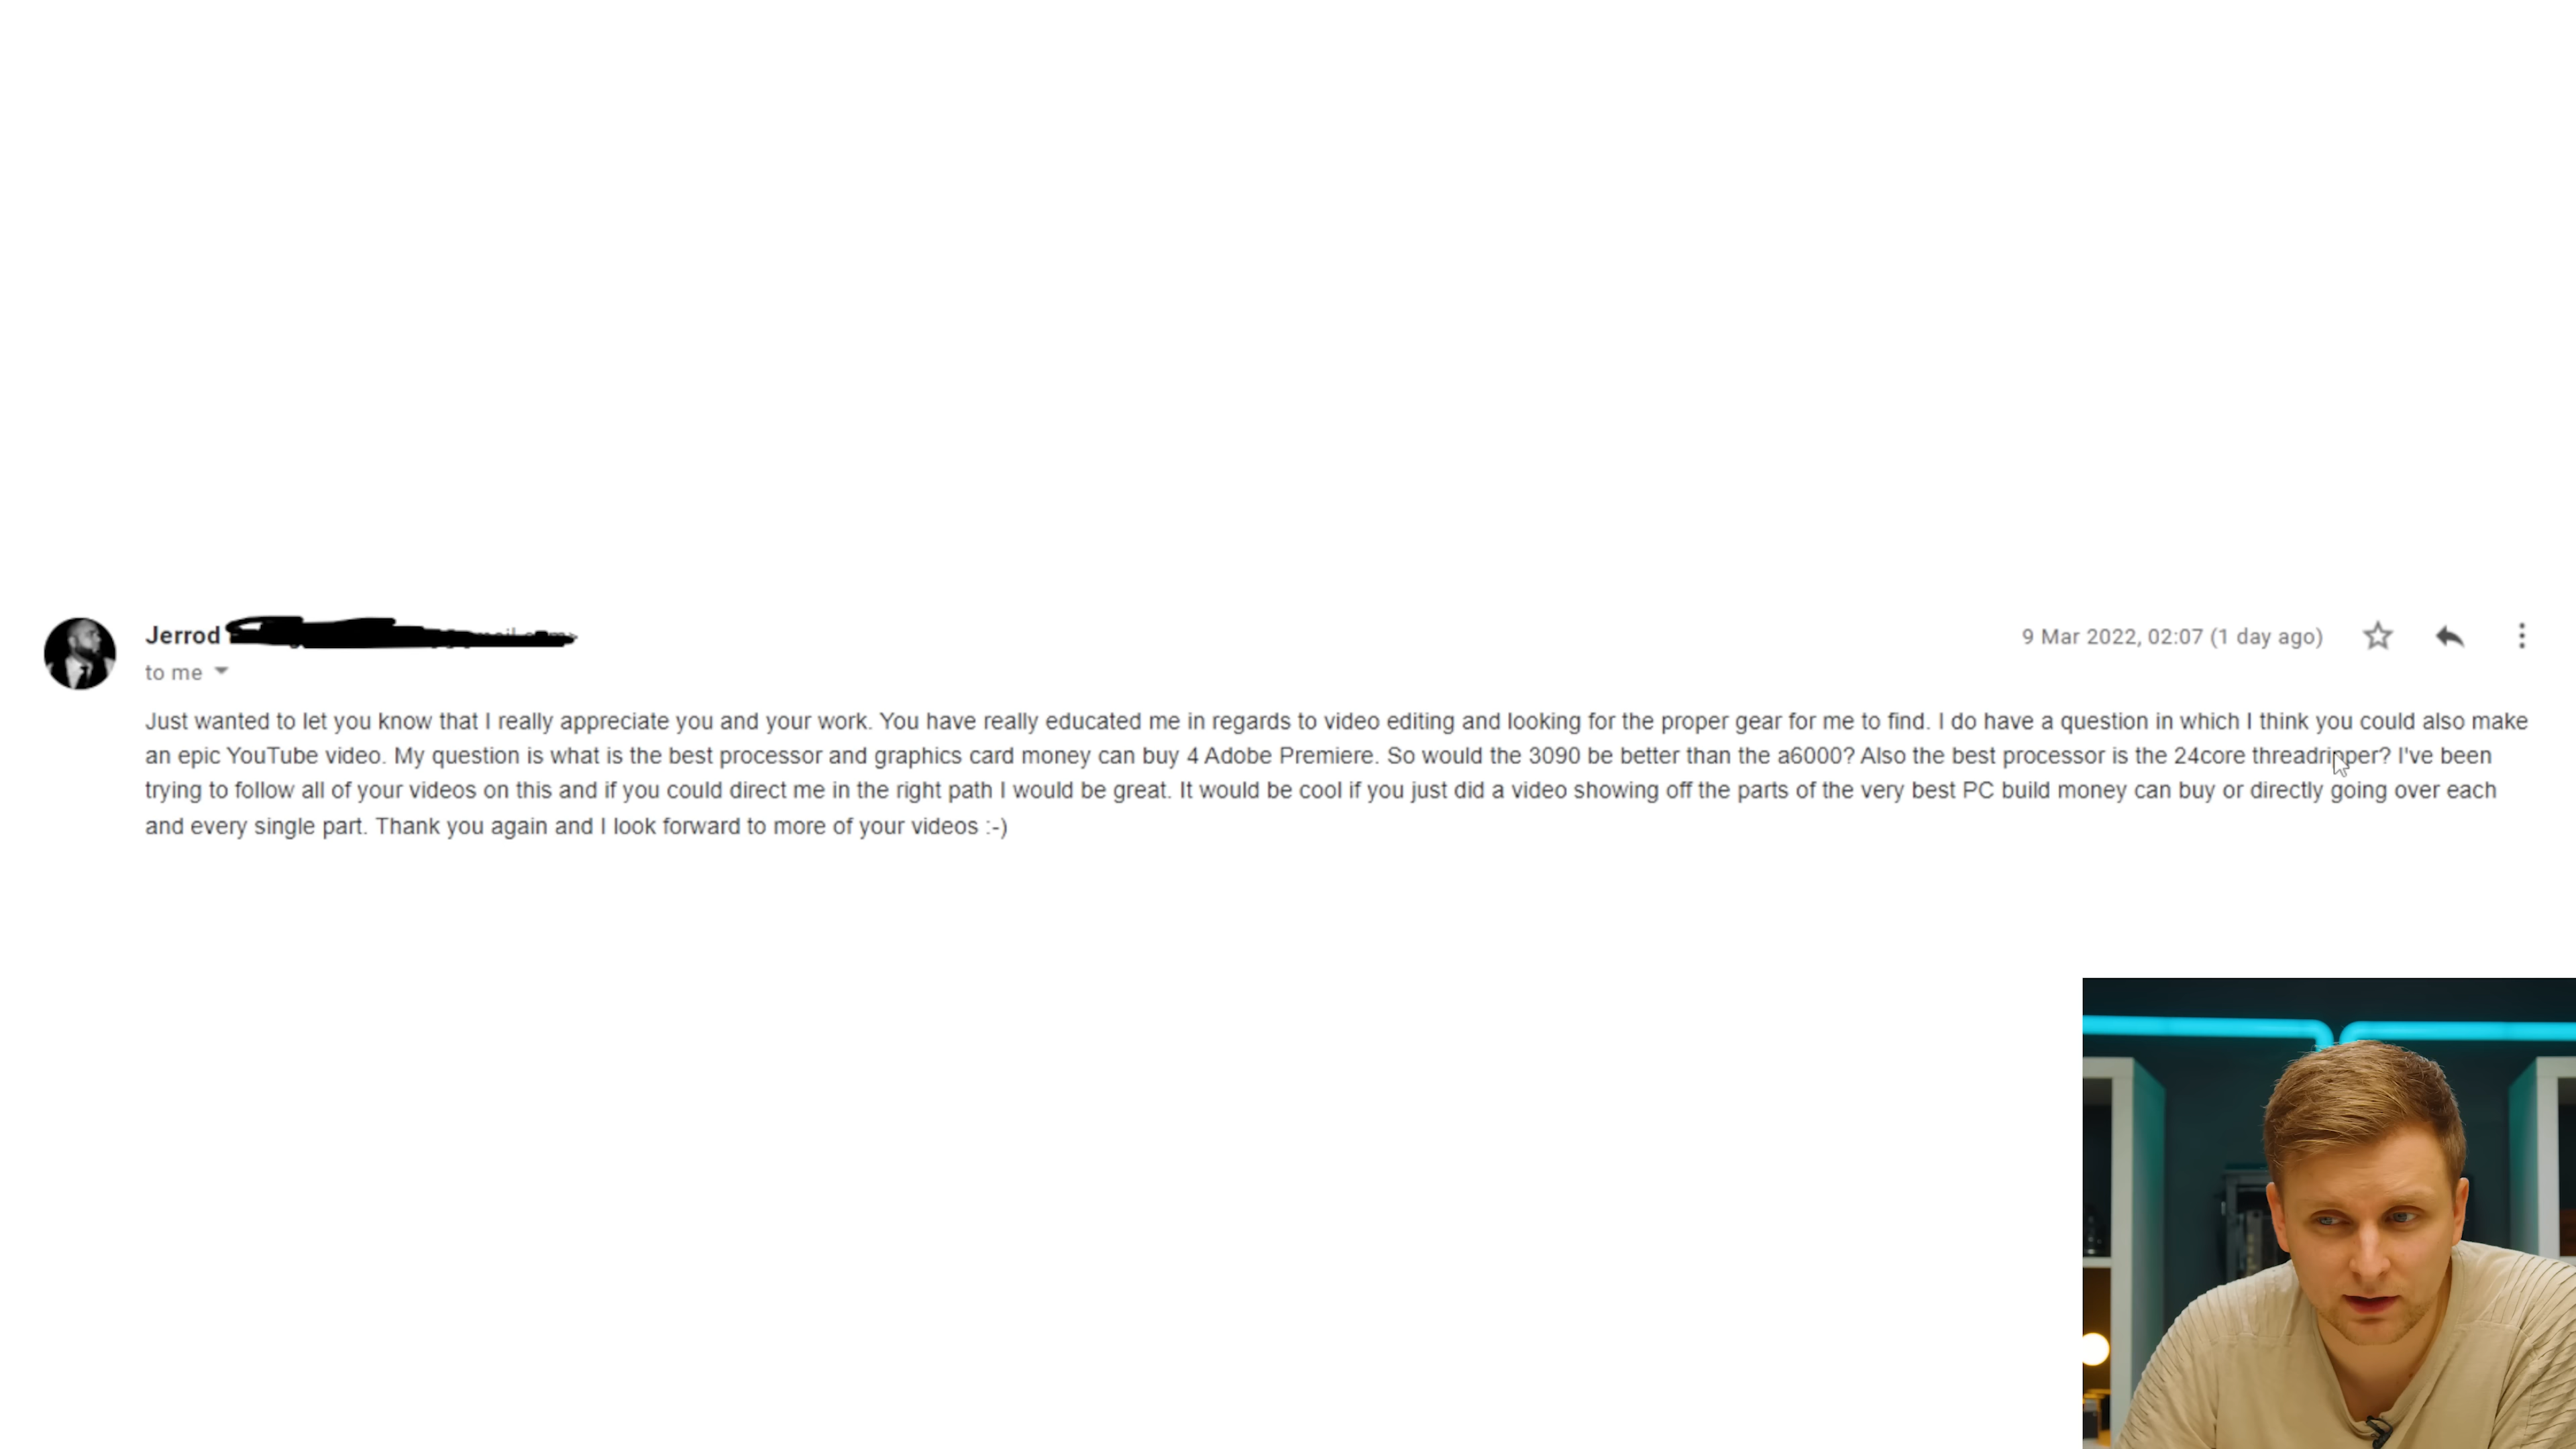 Jerrod
9 Mar 2022, 02:07 (1 day ago)
to me
Just wanted to let you know that I really appreciate you and your work. You have really educated me in regards to video editing and looking for the proper gear for me to find. I do have a question in which I think you could also make
an epic YouTube video. My question is what is the best processor and graphics card money can buy 4 Adobe Premiere. So would the 3090 be better than the a6000? Also the best processor is the 24core threadripper? I've been
trying to follow all of your videos on this and if you could direct me in the right path I would be great. It would be cool if you just did a video showing off the parts of the very best PC build money can buy or directly going over each
and every single part. Thank you again and I look forward to more of your videos :-)